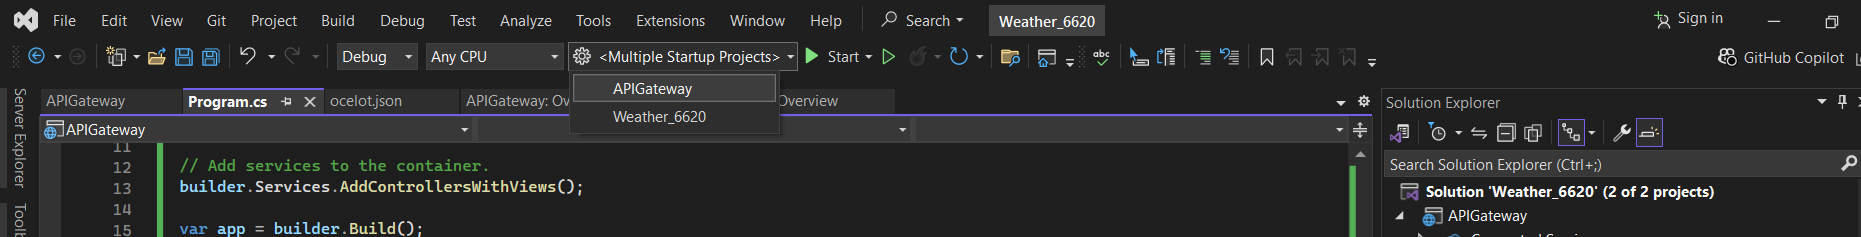 File Edit View Git Project Build Debug Test Analyze Tools Extensions Window Help Search Weather_6620 Sign in
Debug Any CPU <Multiple Startup Projects> Start abc GitHub Copilot
APIGateway
Weather_6620
Server Explorer
APIGateway Program.cs ocelot.json APIGateway: Ov Overview
APIGateway
11
12 // Add services to the container.
13 builder.Services.AddControllersWithViews();
14
15 var app = builder.Build();
Solution Explorer
Search Solution Explorer (Ctrl+;)
Solution 'Weather_6620' (2 of 2 projects)
APIGateway